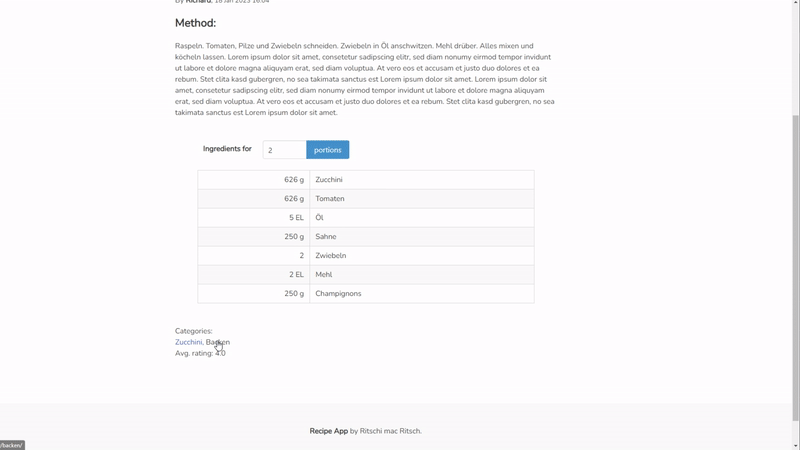 By Richard, 18 Jan 2023 16:04
Method:
Raspeln. Tomaten, Pilze und Zwiebeln schneiden. Zwiebeln in Öl anschwitzen. Mehl drüber. Alles mixen und
köcheln lassen. Lorem ipsum dolor sit amet, consetetur sadipscing elitr, sed diam nonumy eirmod tempor invidunt
ut labore et dolore magna aliquyam erat, sed diam voluptua. At vero eos et accusam et justo duo dolores et ea
rebum. Stet clita kasd gubergren, no sea takimata sanctus est Lorem ipsum dolor sit amet. Lorem ipsum dolor sit
amet, consetetur sadipscing elitr, sed diam nonumy eirmod tempor invidunt ut labore et dolore magna aliquyam
erat, sed diam voluptua. At vero eos et accusam et justo duo dolores et ea rebum. Stet clita kasd gubergren, no sea
takimata sanctus est Lorem ipsum dolor sit amet.
Ingredients for 2 portions
626 g Zucchini
626 g Tomaten
5 EL Öl
250 g Sahne
2 Zwiebeln
2 EL Mehl
250 g Champignons
Categories:
Zucchini, Backen
Avg. rating: 4.0
Recipe App by Ritschi mac Ritsch.
/backen/